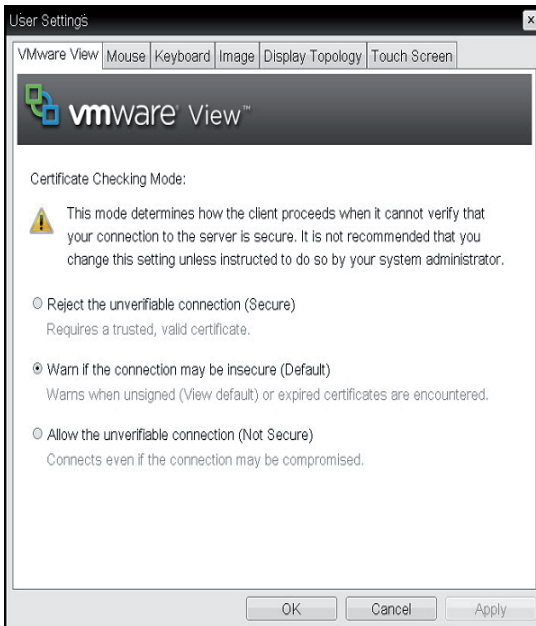 User Settings
x
VMware View Mouse Keyboard Image Display Topology Touch Screen
vmware View™
Certificate Checking Mode:
This mode determines how the client proceeds when it cannot verify that
your connection to the server is secure. It is not recommended that you
change this setting unless instructed to do so by your system administrator.
Reject the unverifiable connection (Secure)
Requires a trusted, valid certificate.
Warn if the connection may be insecure (Default)
Warns when unsigned (View default) or expired certificates are encountered.
Allow the unverifiable connection (Not Secure)
Connects even if the connection may be compromised.
OK Cancel Apply